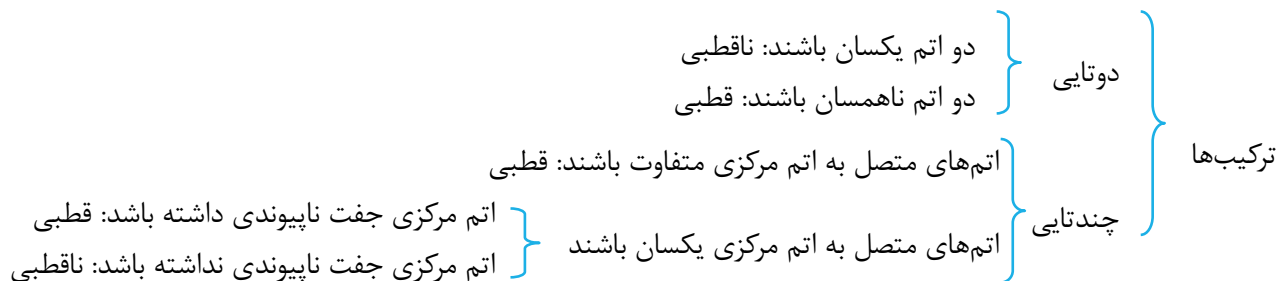 ترکیب‌ها
دوتایی
دو اتم یکسان باشند: ناقطبی
دو اتم ناهمسان باشند: قطبی
چندتایی
اتم‌های متصل به اتم مرکزی متفاوت باشند: قطبی
اتم‌های متصل به اتم مرکزی یکسان باشند
اتم مرکزی جفت ناپیوندی داشته باشد: قطبی
اتم مرکزی جفت ناپیوندی نداشته باشد: ناقطبی